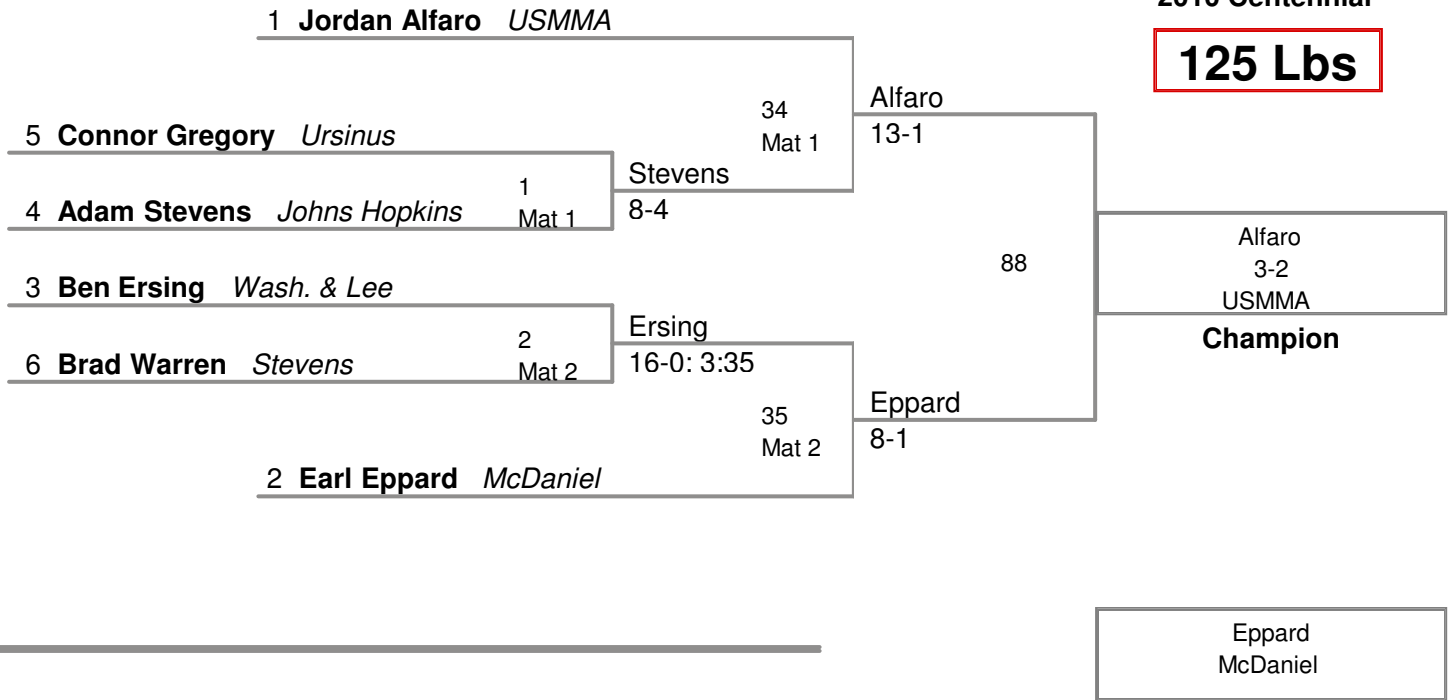 2010 Centennial
125 Lbs
1 Jordan Alfaro USMMA
34
Mat 1
Alfaro
13-1
5 Connor Gregory Ursinus
1
Mat 1
Stevens
8-4
4 Adam Stevens Johns Hopkins
88
Alfaro
3-2
USMMA
Champion
3 Ben Ersing Wash. & Lee
2
Mat 2
Ersing
16-0: 3:35
6 Brad Warren Stevens
35
Mat 2
Eppard
8-1
2 Earl Eppard McDaniel
Eppard
McDaniel